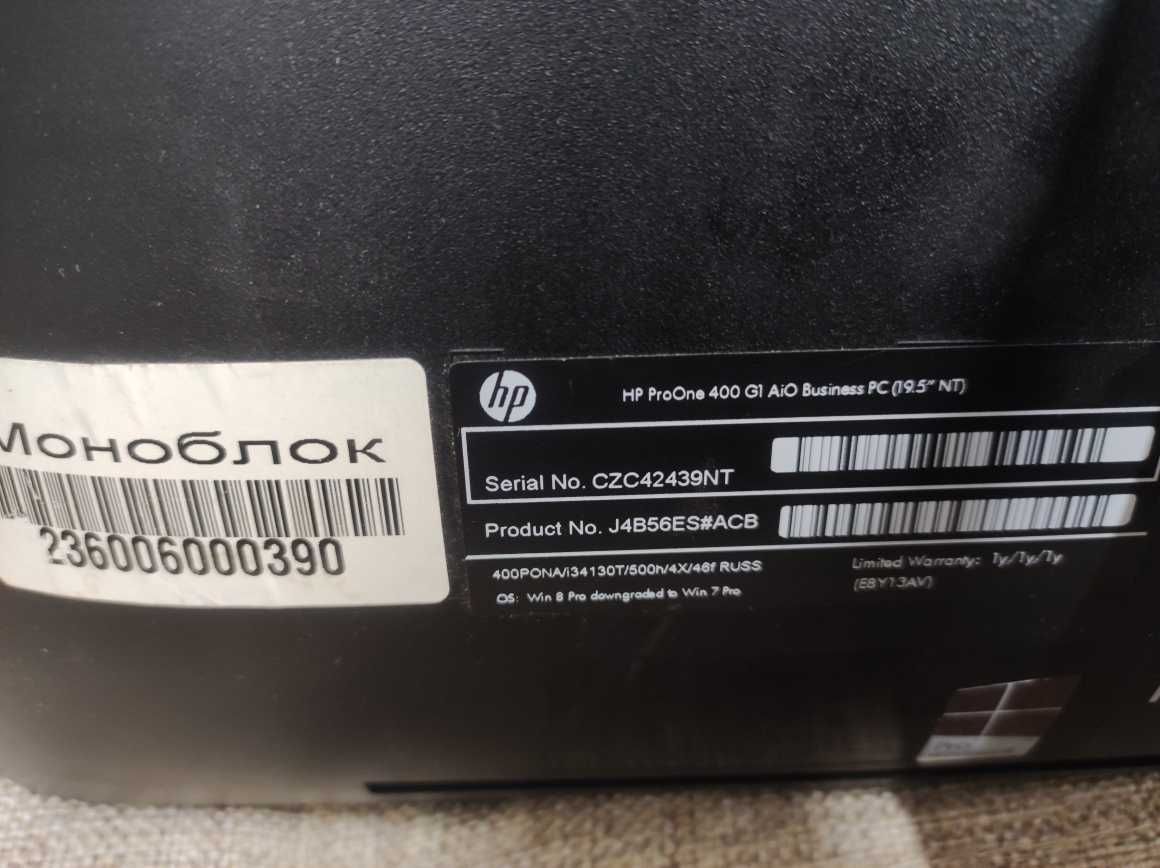 Моноблок
236006000390
hp
HP ProOne 400 G1 AiO Business PC (19.5" NT)
Serial No. CZC42439NT
Product No. J4B56ES#ACB
400PONA/i34130T/500h/4X/46f RUSS
OS: Win 8 Pro downgraded to Win 7 Pro
Limited Warranty: 1y/1y/1y
(E8Y13AV)